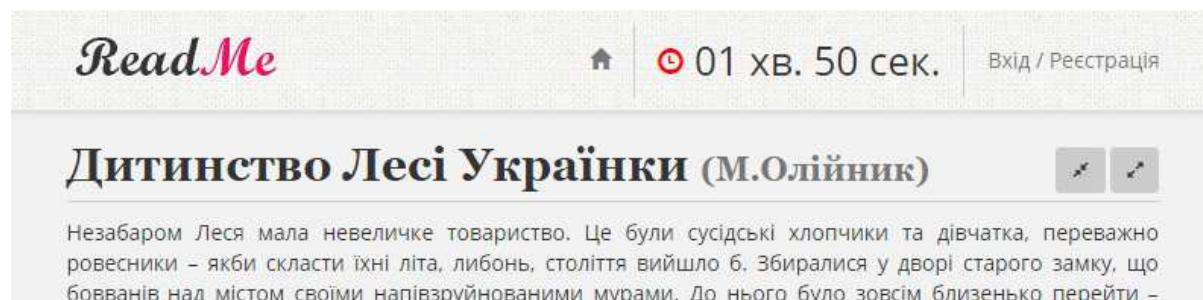 ReadMe
01 хв. 50 сек.
Вхід / Реєстрація
Дитинство Лесі Українки (М.Олійник)
Незабаром Леся мала невеличке товариство. Це були сусідські хлопчики та дівчатка, переважно
ровесники – якби скласти їхні літа, либонь, століття вийшло б. Збиралися у дворі старого замку, що
бовванів над містом своїми напівзруйнованими мурами. До нього було зовсім близенько перейти –